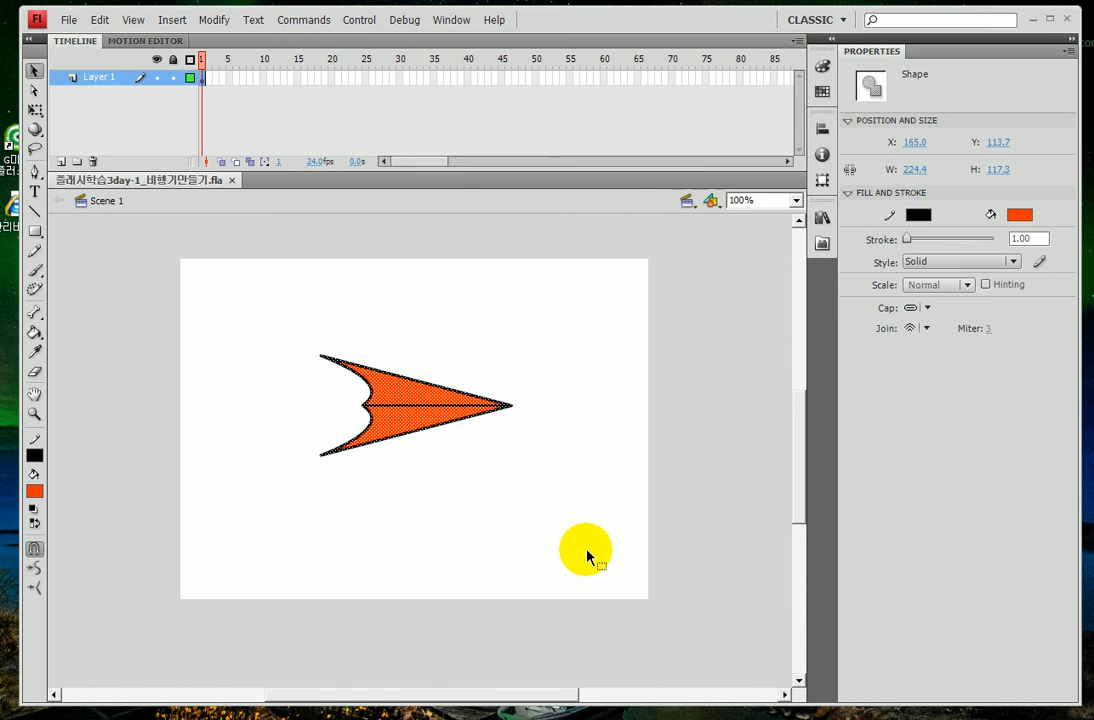 Fl File Edit View Insert Modify Text Commands Control Debug Window Help CLASSIC
TIMELINE MOTION EDITOR
1 5 10 15 20 25 30 35 40 45 50 55 60 65 70 75 80 85
Layer 1
1 24.0fps 0.0s
플래시학습3day-1_비행기만들기.fla
Scene 1
100%
PROPERTIES
Shape
POSITION AND SIZE
X: 165.0 Y: 113.7
W: 224.4 H: 117.3
FILL AND STROKE
Stroke: 1.00
Style: Solid
Scale: Normal Hinting
Cap:
Join: Miter: 3